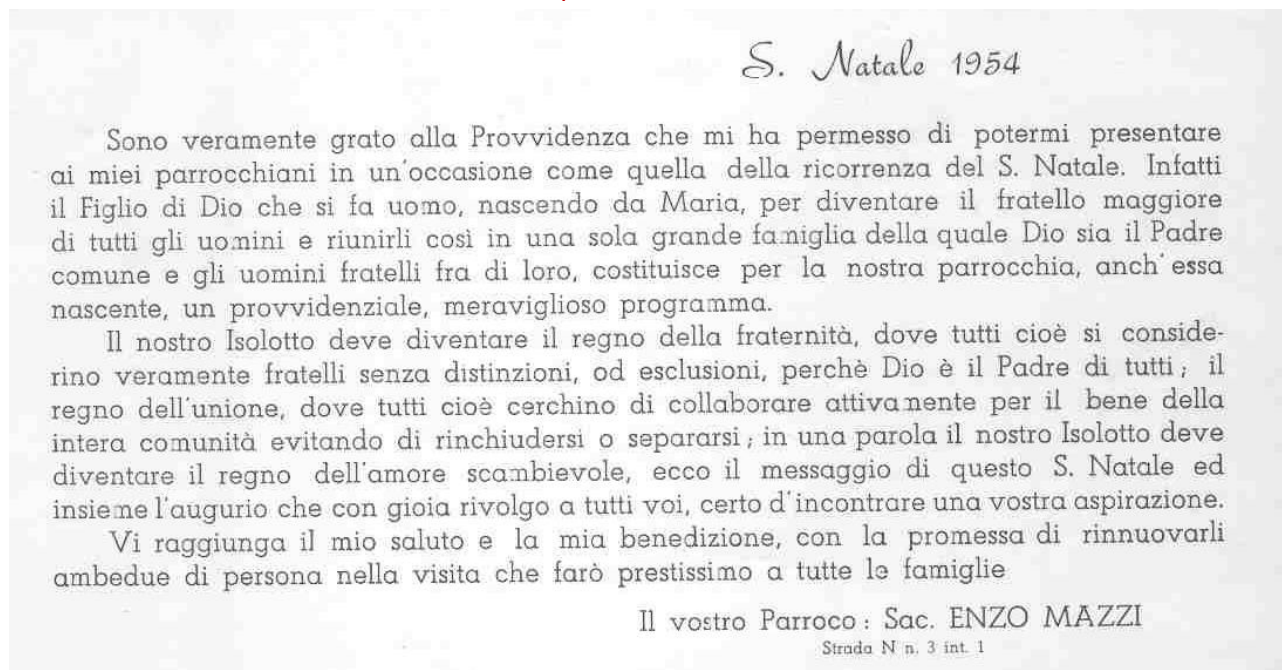 S. Natale 1954
Sono veramente grato alla Provvidenza che mi ha permesso di potermi presentare
ai miei parrocchiani in un'occasione come quella della ricorrenza del S. Natale. Infatti
il Figlio di Dio che si fa uomo, nascendo da Maria, per diventare il fratello maggiore
di tutti gli uomini e riunirli così in una sola grande famiglia della quale Dio sia il Padre
comune e gli uomini fratelli fra di loro, costituisce per la nostra parrocchia, anch'essa
nascente, un provvidenziale, meraviglioso programma.
Il nostro Isolotto deve diventare il regno della fraternità, dove tutti cioè si conside-
rino veramente fratelli senza distinzioni, od esclusioni, perchè Dio è il Padre di tutti; il
regno dell'unione, dove tutti cioè cerchino di collaborare attivamente per il bene della
intera comunità evitando di rinchiudersi o separarsi; in una parola il nostro Isolotto deve
diventare il regno dell'amore scambievole, ecco il messaggio di questo S. Natale ed
insieme l'augurio che con gioia rivolgo a tutti voi, certo d'incontrare una vostra aspirazione.
Vi raggiunga il mio saluto e la mia benedizione, con la promessa di rinnuovarli
ambedue di persona nella visita che farò prestissimo a tutte le famiglie
Il vostro Parroco: Sac. ENZO MAZZI
Strada N n. 3 int. 1